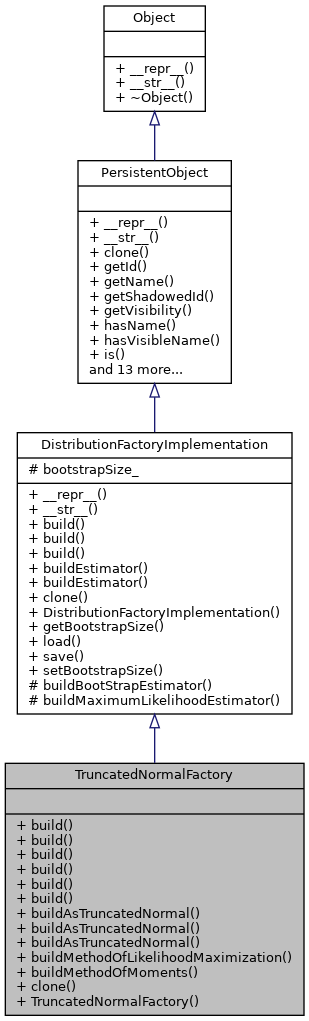 Object
+ __repr__()
+ __str__()
+ ~Object()
PersistentObject
+ __repr__()
+ __str__()
+ clone()
+ getId()
+ getName()
+ getShadowedId()
+ getVisibility()
+ hasName()
+ hasVisibleName()
+ is()
and 13 more...
DistributionFactoryImplementation
# bootstrapSize_
+ __repr__()
+ __str__()
+ build()
+ build()
+ build()
+ buildEstimator()
+ buildEstimator()
+ clone()
+ DistributionFactoryImplementation()
+ getBootstrapSize()
+ load()
+ save()
+ setBootstrapSize()
# buildBootStrapEstimator()
# buildMaximumLikelihoodEstimator()
TruncatedNormalFactory
+ build()
+ build()
+ build()
+ build()
+ build()
+ build()
+ buildAsTruncatedNormal()
+ buildAsTruncatedNormal()
+ buildAsTruncatedNormal()
+ buildMethodOfLikelihoodMaximization()
+ buildMethodOfMoments()
+ clone()
+ TruncatedNormalFactory()